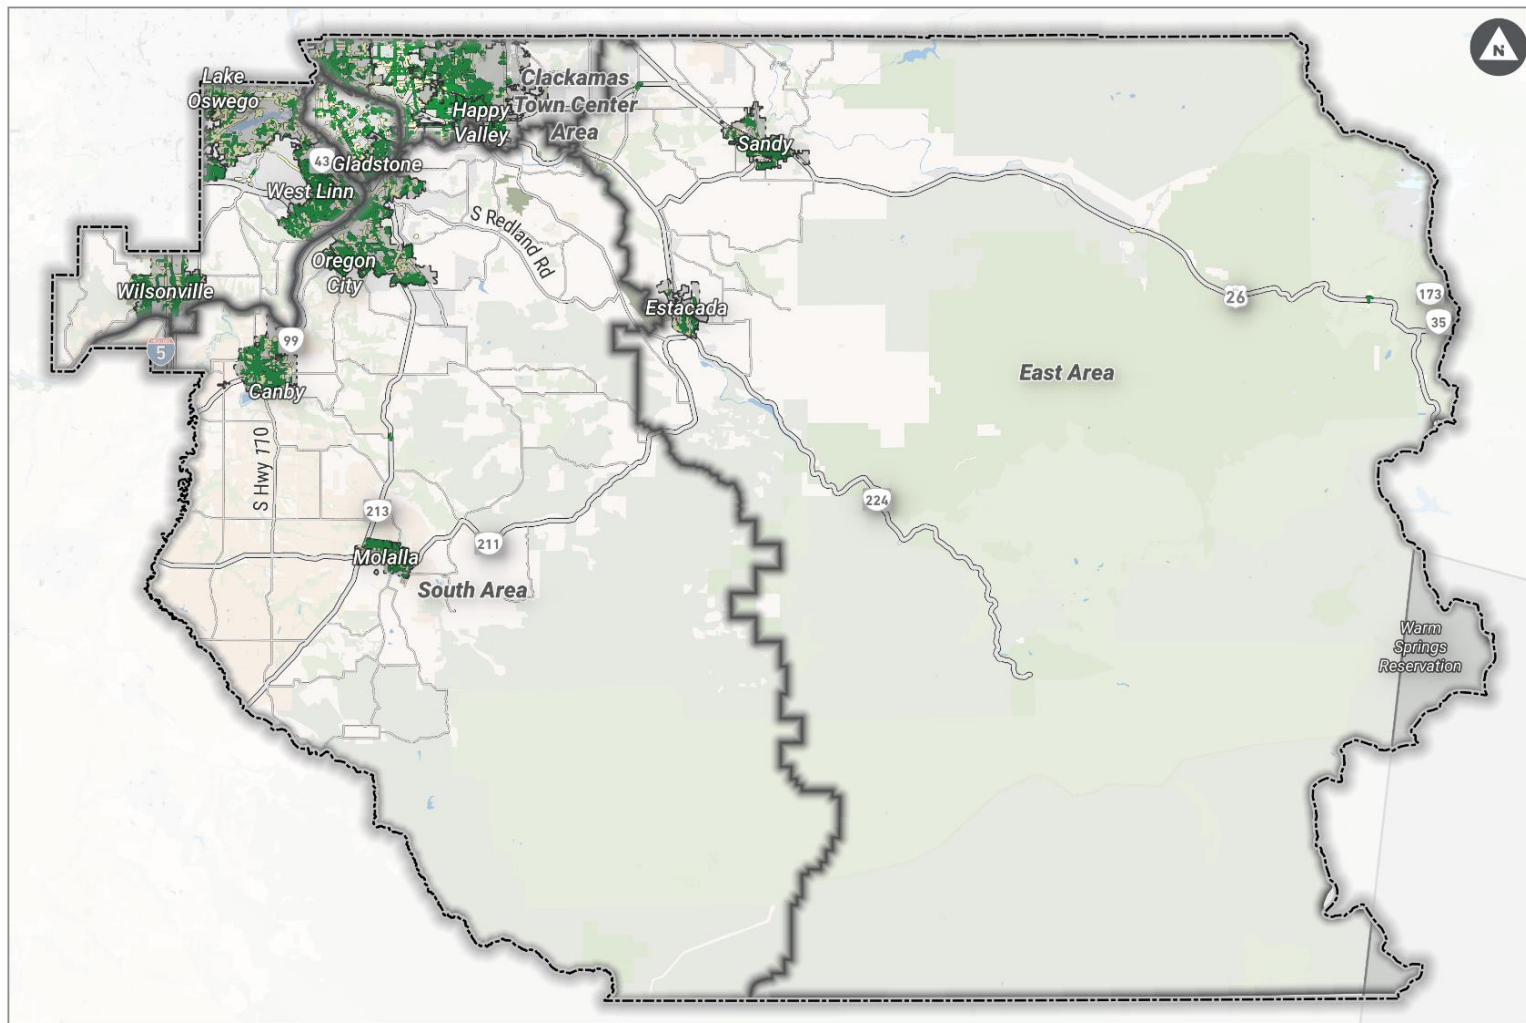 N
Lake
Oswego
Clackamas
Town Center
Area
Happy
Valley
Sandy
43
Gladstone
West Linn
S Redland Rd
Oregon
City
Wilsonville
Estacada
26
173
35
99
5
Canby
East Area
S Hwy 170
224
213
211
Molalla
South Area
Warm
Springs
Reservation